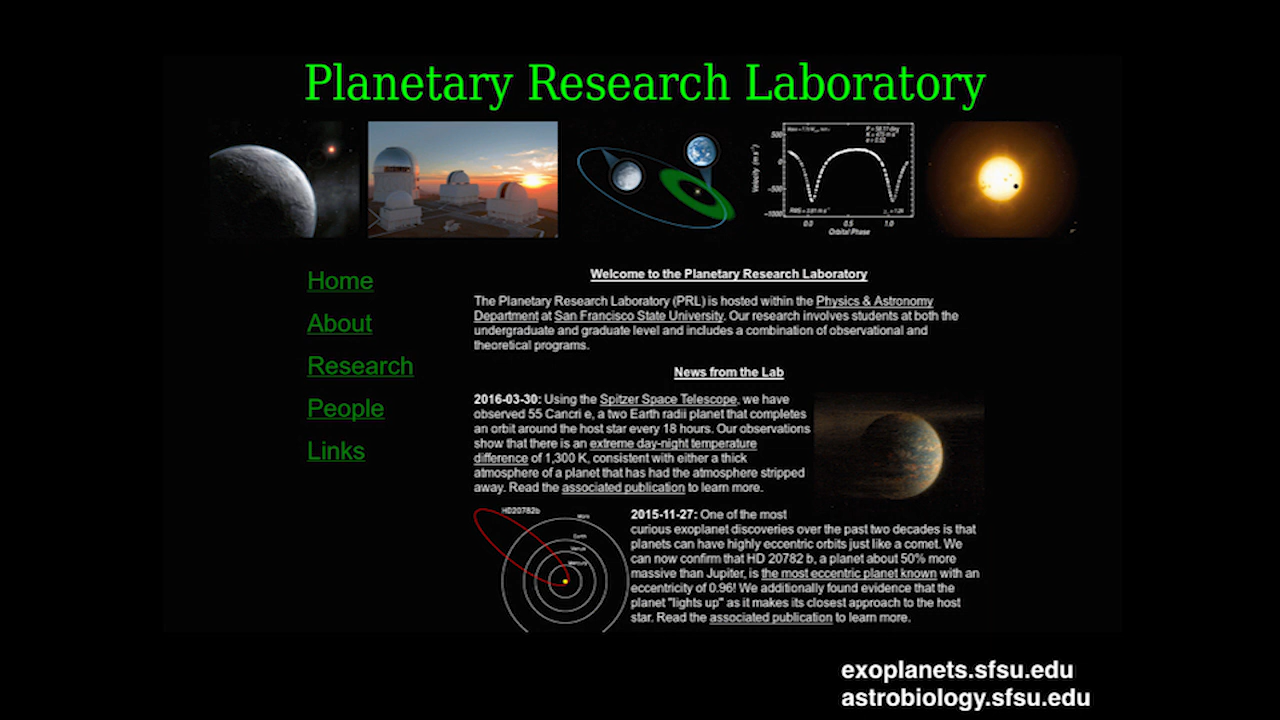 Planetary Research Laboratory
500
0
-500
-1000
Velocity (m s⁻¹)
0.0 0.5 1.0
Orbital Phase
Home
About
Research
People
Links
Welcome to the Planetary Research Laboratory
The Planetary Research Laboratory (PRL) is hosted within the Physics & Astronomy
Department at San Francisco State University. Our research involves students at both the
undergraduate and graduate level and includes a combination of observational and
theoretical programs.
News from the Lab
2016-03-30: Using the Spitzer Space Telescope, we have
observed 55 Cancri e, a two Earth radii planet that completes
an orbit around the host star every 18 hours. Our observations
show that there is an extreme day-night temperature
difference of 1,300 K, consistent with either a thick
atmosphere of a planet that has had the atmosphere stripped
away. Read the associated publication to learn more.
HD20782b
Mars
Earth
Venus
Mercury
2015-11-27: One of the most
curious exoplanet discoveries over the past two decades is that
planets can have highly eccentric orbits just like a comet. We
can now confirm that HD 20782 b, a planet about 50% more
massive than Jupiter, is the most eccentric planet known with an
eccentricity of 0.96! We additionally found evidence that the
planet "lights up" as it makes its closest approach to the host
star. Read the associated publication to learn more.
exoplanets.sfsu.edu
astrobiology.sfsu.edu